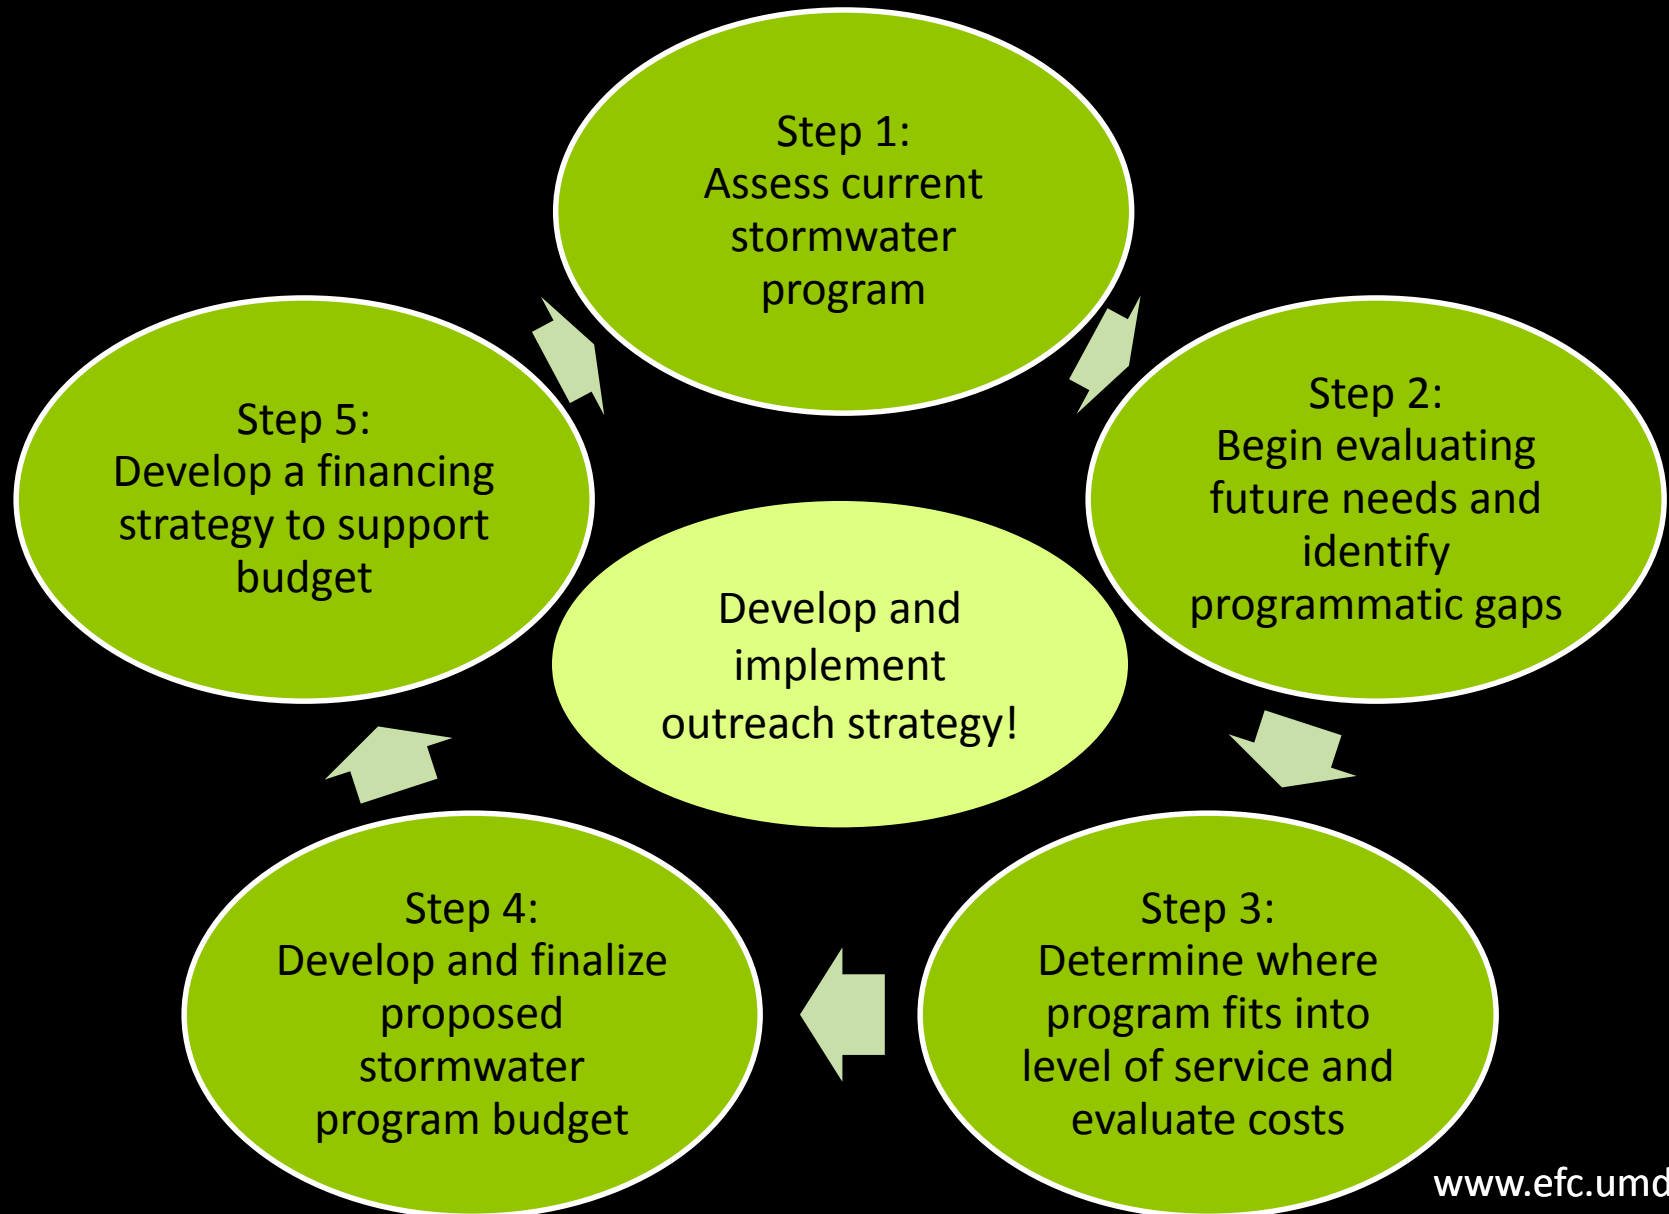 Step 1:
Assess current
stormwater
program
Step 2:
Begin evaluating
future needs and
identify
programmatic gaps
Step 3:
Determine where
program fits into
level of service and
evaluate costs
Step 4:
Develop and finalize
proposed
stormwater
program budget
Step 5:
Develop a financing
strategy to support
budget
Develop and
implement
outreach strategy!
www.efc.umd